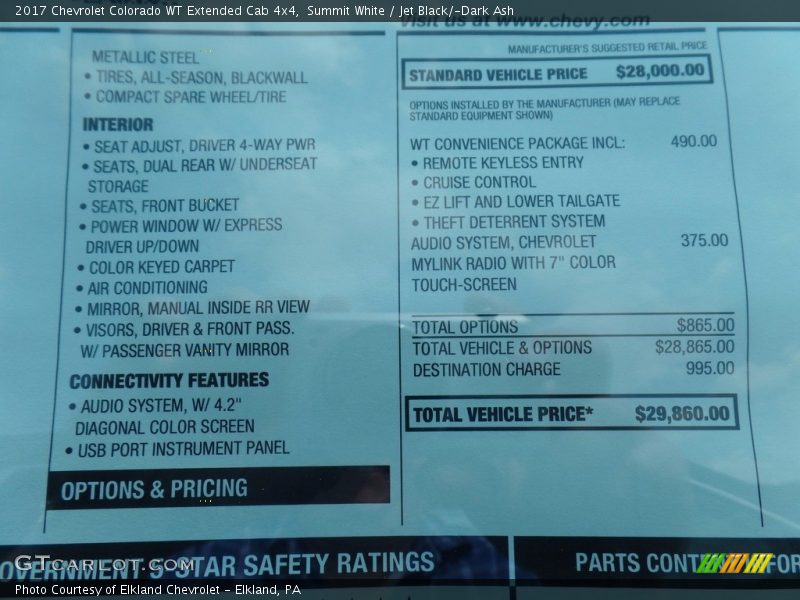 2017 Chevrolet Colorado WT Extended Cab 4x4, Summit White / Jet Black/-Dark Ash
visit us at www.chevy.com
METALLIC STEEL
• TIRES, ALL-SEASON, BLACKWALL
• COMPACT SPARE WHEEL/TIRE
INTERIOR
• SEAT ADJUST, DRIVER 4-WAY PWR
• SEATS, DUAL REAR W/ UNDERSEAT
STORAGE
• SEATS, FRONT BUCKET
• POWER WINDOW W/ EXPRESS
DRIVER UP/DOWN
• COLOR KEYED CARPET
• AIR CONDITIONING
• MIRROR, MANUAL INSIDE RR VIEW
• VISORS, DRIVER & FRONT PASS.
W/ PASSENGER VANITY MIRROR
CONNECTIVITY FEATURES
• AUDIO SYSTEM, W/ 4.2"
DIAGONAL COLOR SCREEN
• USB PORT INSTRUMENT PANEL
OPTIONS & PRICING
MANUFACTURER'S SUGGESTED RETAIL PRICE
STANDARD VEHICLE PRICE $28,000.00
OPTIONS INSTALLED BY THE MANUFACTURER (MAY REPLACE
STANDARD EQUIPMENT SHOWN)
WT CONVENIENCE PACKAGE INCL: 490.00
• REMOTE KEYLESS ENTRY
• CRUISE CONTROL
• EZ LIFT AND LOWER TAILGATE
• THEFT DETERRENT SYSTEM
AUDIO SYSTEM, CHEVROLET 375.00
MYLINK RADIO WITH 7" COLOR
TOUCH-SCREEN
TOTAL OPTIONS $865.00
TOTAL VEHICLE & OPTIONS $28,865.00
DESTINATION CHARGE 995.00
TOTAL VEHICLE PRICE* $29,860.00
OVERNMENT 5-STAR SAFETY RATINGS
PARTS CONT FOR
GTCARLOT.COM
Photo Courtesy of Elkland Chevrolet - Elkland, PA